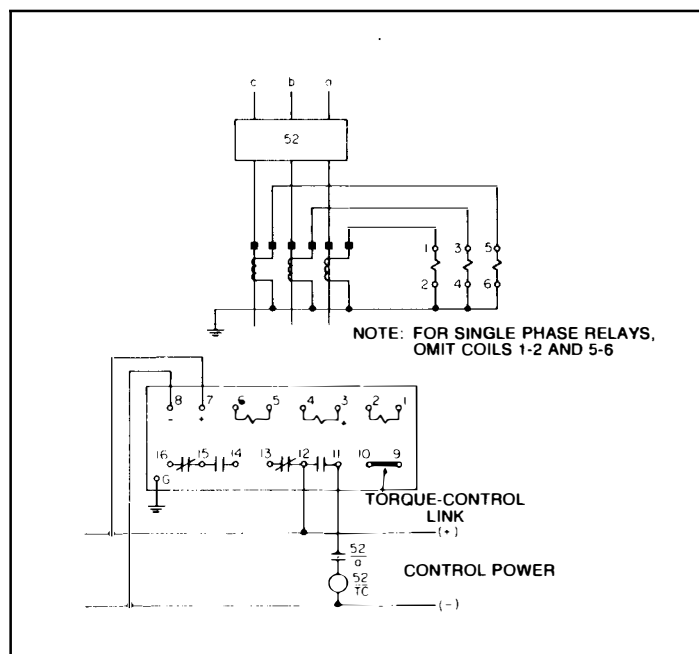 c b a
52
1 3 5
2 4 6
NOTE: FOR SINGLE PHASE RELAYS,
OMIT COILS 1-2 AND 5-6
8 7 6 5 4 3 2 1
- + +
16 15 14 13 12 11 10 9
G
TORQUE-CONTROL
LINK
(+)
52
a
CONTROL POWER
52
TC
(-)